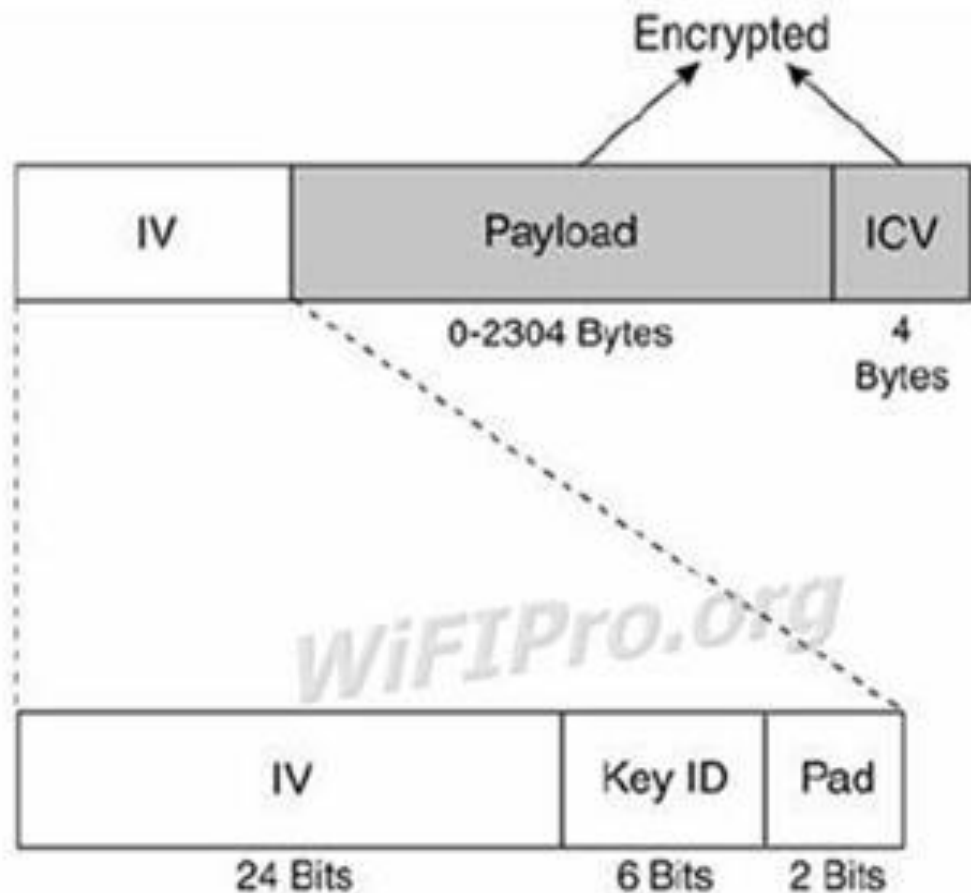 Encrypted
IV
Payload
ICV
0-2304 Bytes
4
Bytes
WiFIPro.org
IV
Key ID
Pad
24 Bits
6 Bits
2 Bits